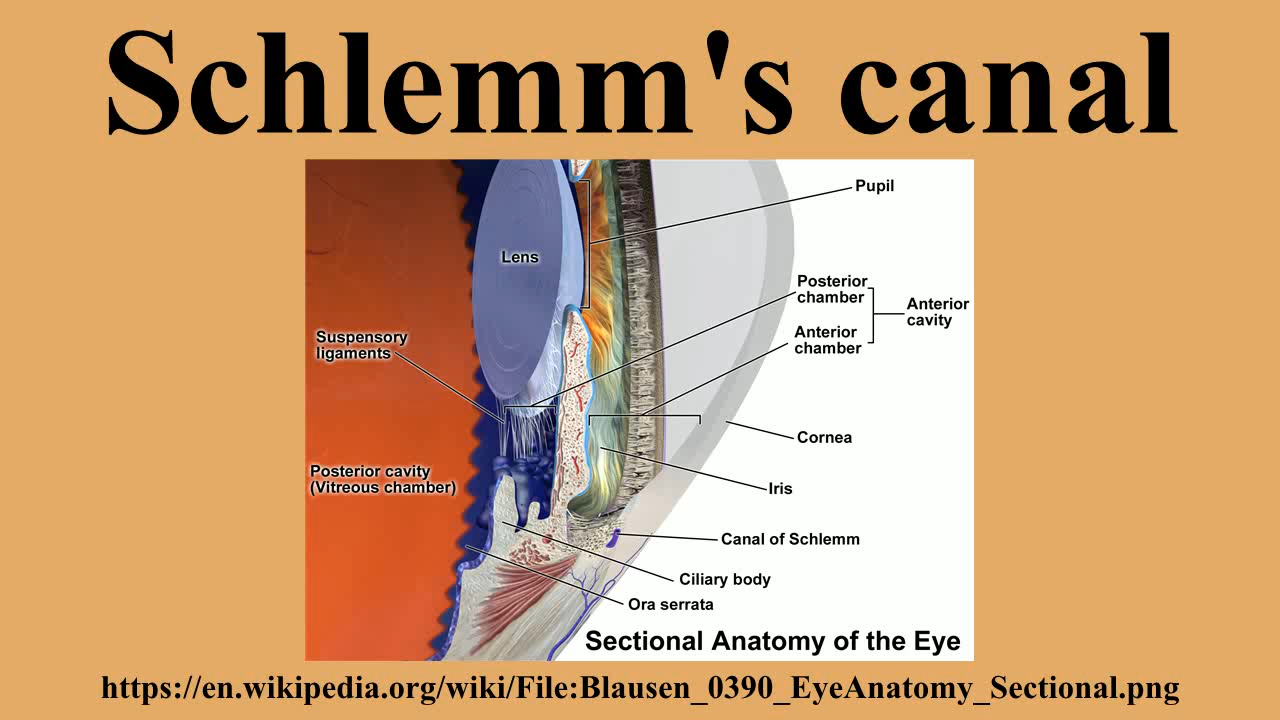 Schlemm's canal
Pupil
Lens
Posterior
chamber
Anterior
cavity
Anterior
chamber
Suspensory
ligaments
Cornea
Posterior cavity
(Vitreous chamber)
Iris
Canal of Schlemm
Ciliary body
Ora serrata
Sectional Anatomy of the Eye
https://en.wikipedia.org/wiki/File:Blausen_0390_EyeAnatomy_Sectional.png